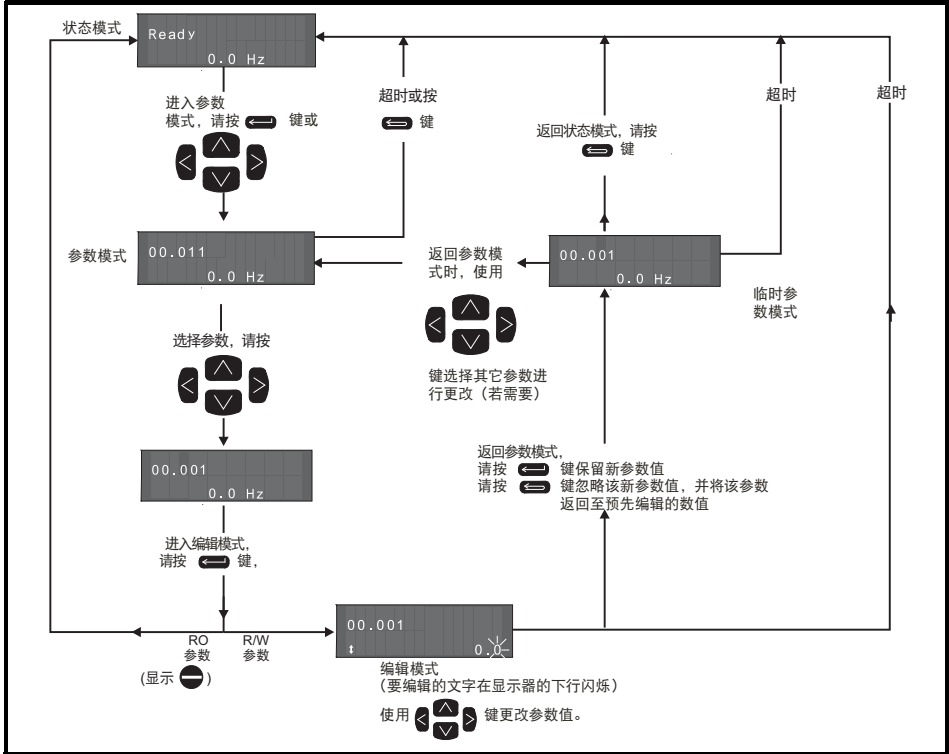 状态模式
Ready
0.0 Hz
进入参数
模式，请按 键或
超时或按
键
返回状态模式，请按
键
超时
超时
参数模式
00.011
0.0 Hz
返回参数模
式时，使用
00.001
0.0 Hz
临时参
数模式
选择参数，请按
键选择其它参数进
行更改（若需要）
00.001
0.0 Hz
返回参数模式，
请按 键保留新参数值
请按 键忽略该新参数值，并将该参数
返回至预先编辑的数值
进入编辑模式，
请按 键，
RO
参数
R/W
参数
(显示 )
00.001
0.0
编辑模式
（要编辑的文字在显示器的下行闪烁）
使用 键更改参数值。